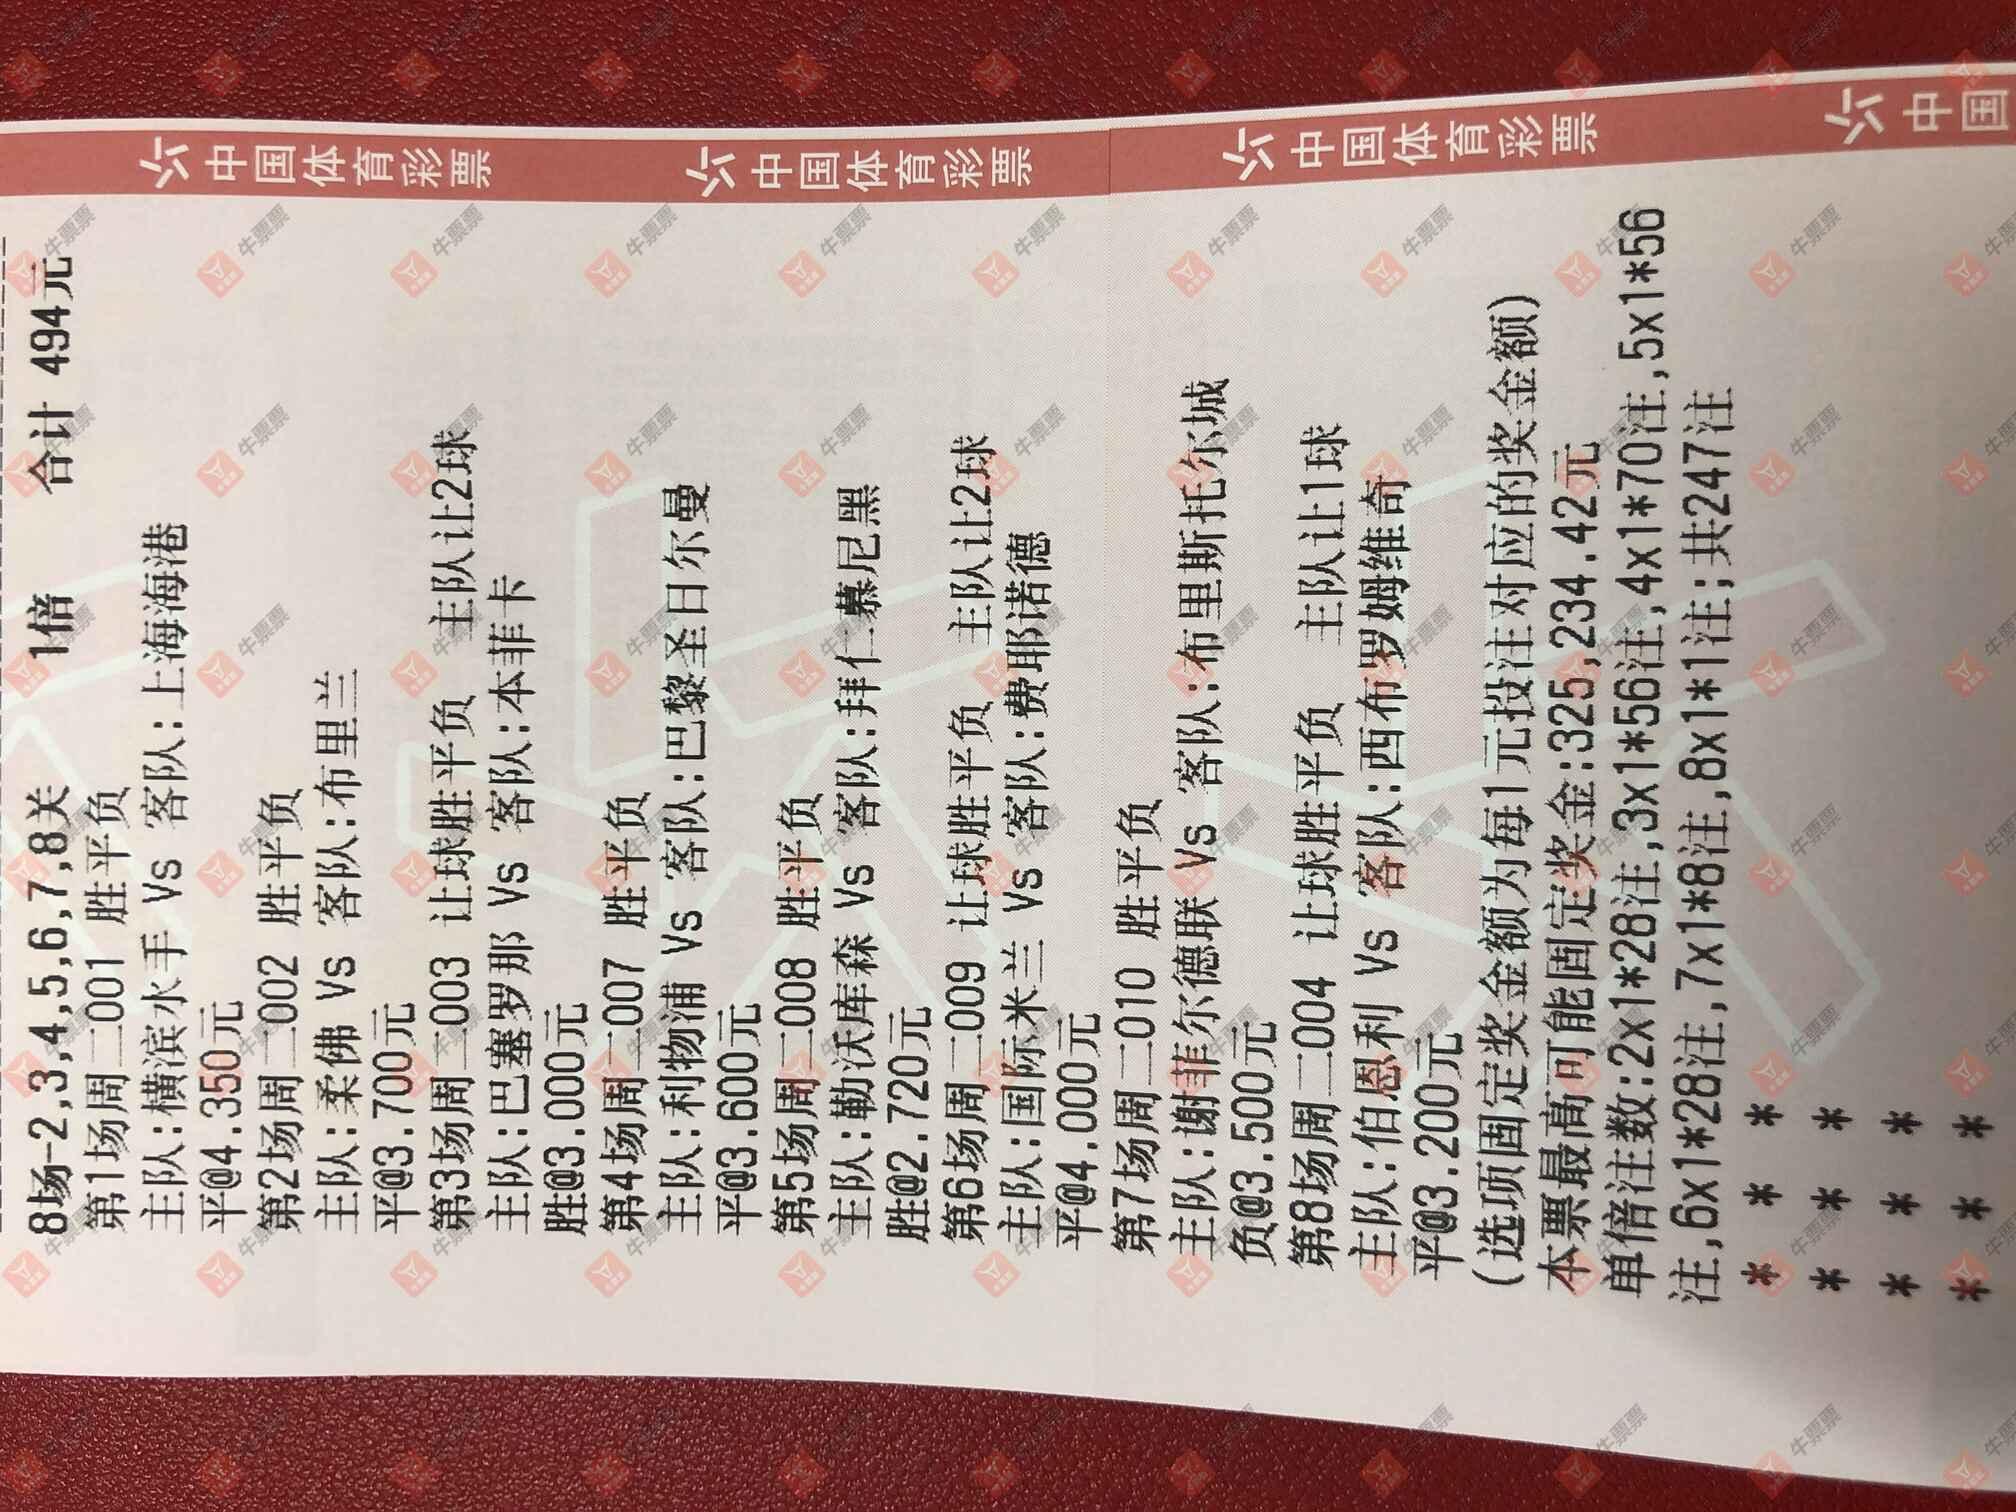 8场-2,3,4,5,6,7,8关 1倍 合计 494元
第1场周二001 胜平负
主队:横滨水手 Vs 客队:上海海港
平@4.350元
第2场周二002 胜平负
主队:柔佛 Vs 客队:布里兰
平@3.700元
第3场周二003 让球胜平负 主队让2球
主队:巴塞罗那 Vs 客队:本菲卡
胜@3.000元
第4场周二007 胜平负
主队:利物浦 Vs 客队:巴黎圣日尔曼
平@3.600元
第5场周二008 胜平负
主队:勒沃库森 Vs 客队:拜仁慕尼黑
胜@2.720元
第6场周二009 让球胜平负 主队让2球
主队:国际米兰 Vs 客队:费耶诺德
平@4.000元
第7场周二010 胜平负
主队:谢菲尔德联 Vs 客队:布里斯托尔城
负@3.500元
第8场周二004 让球胜平负 主队让1球
主队:伯恩利 Vs 客队:西布罗姆维奇
平@3.200元
(选项固定奖金额为每1元投注对应的奖金额)
本票最高可能固定奖金:325,234.42元
单倍注数:2x1*28注,3x1*56注,4x1*70注,5x1*56
注,6x1*28注,7x1*8注,8x1*1注;共247注
* * *
* * *
* * *
* * *
中国体育彩票
中国体育彩票
中国体育彩票
中国
牛票票